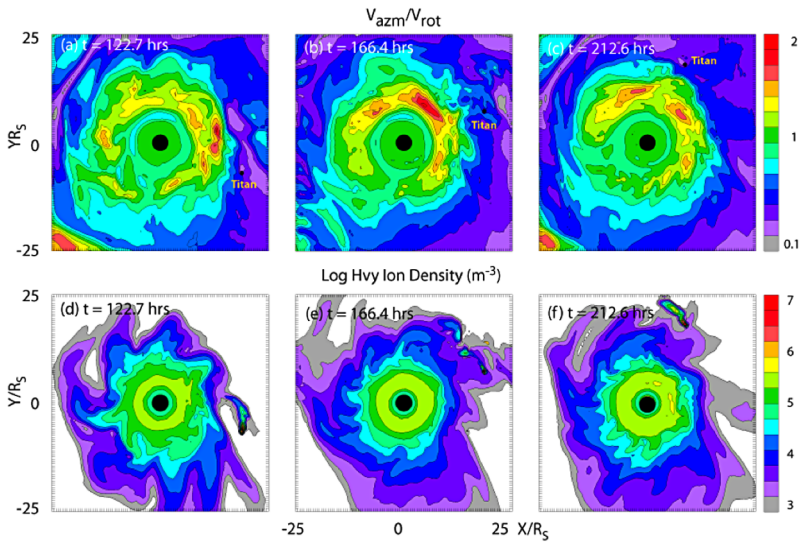 Vazm/Vrot
(a) t = 122.7 hrs
(b) t = 166.4 hrs
(c) t = 212.6 hrs
25
YRS
0
-25
Titan
Titan
Titan
2
1
0.1
Log Hvy Ion Density (m-3)
(d) t = 122.7 hrs
(e) t = 166.4 hrs
(f) t = 212.6 hrs
25
Y/RS
0
-25
7
6
5
4
3
-25
0
X/RS
25